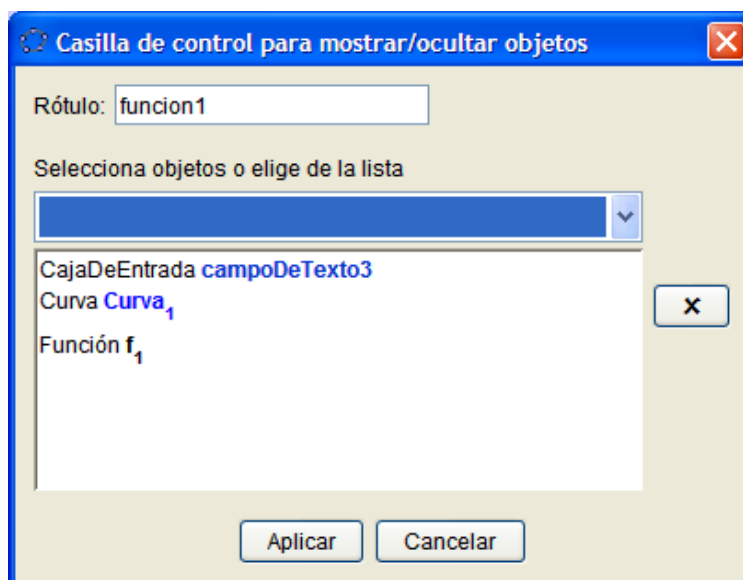 Casilla de control para mostrar/ocultar objetos
Rótulo: funcion1
Selecciona objetos o elige de la lista
CajaDeEntrada campoDeTexto3
Curva Curva₁
Función f₁
Aplicar Cancelar